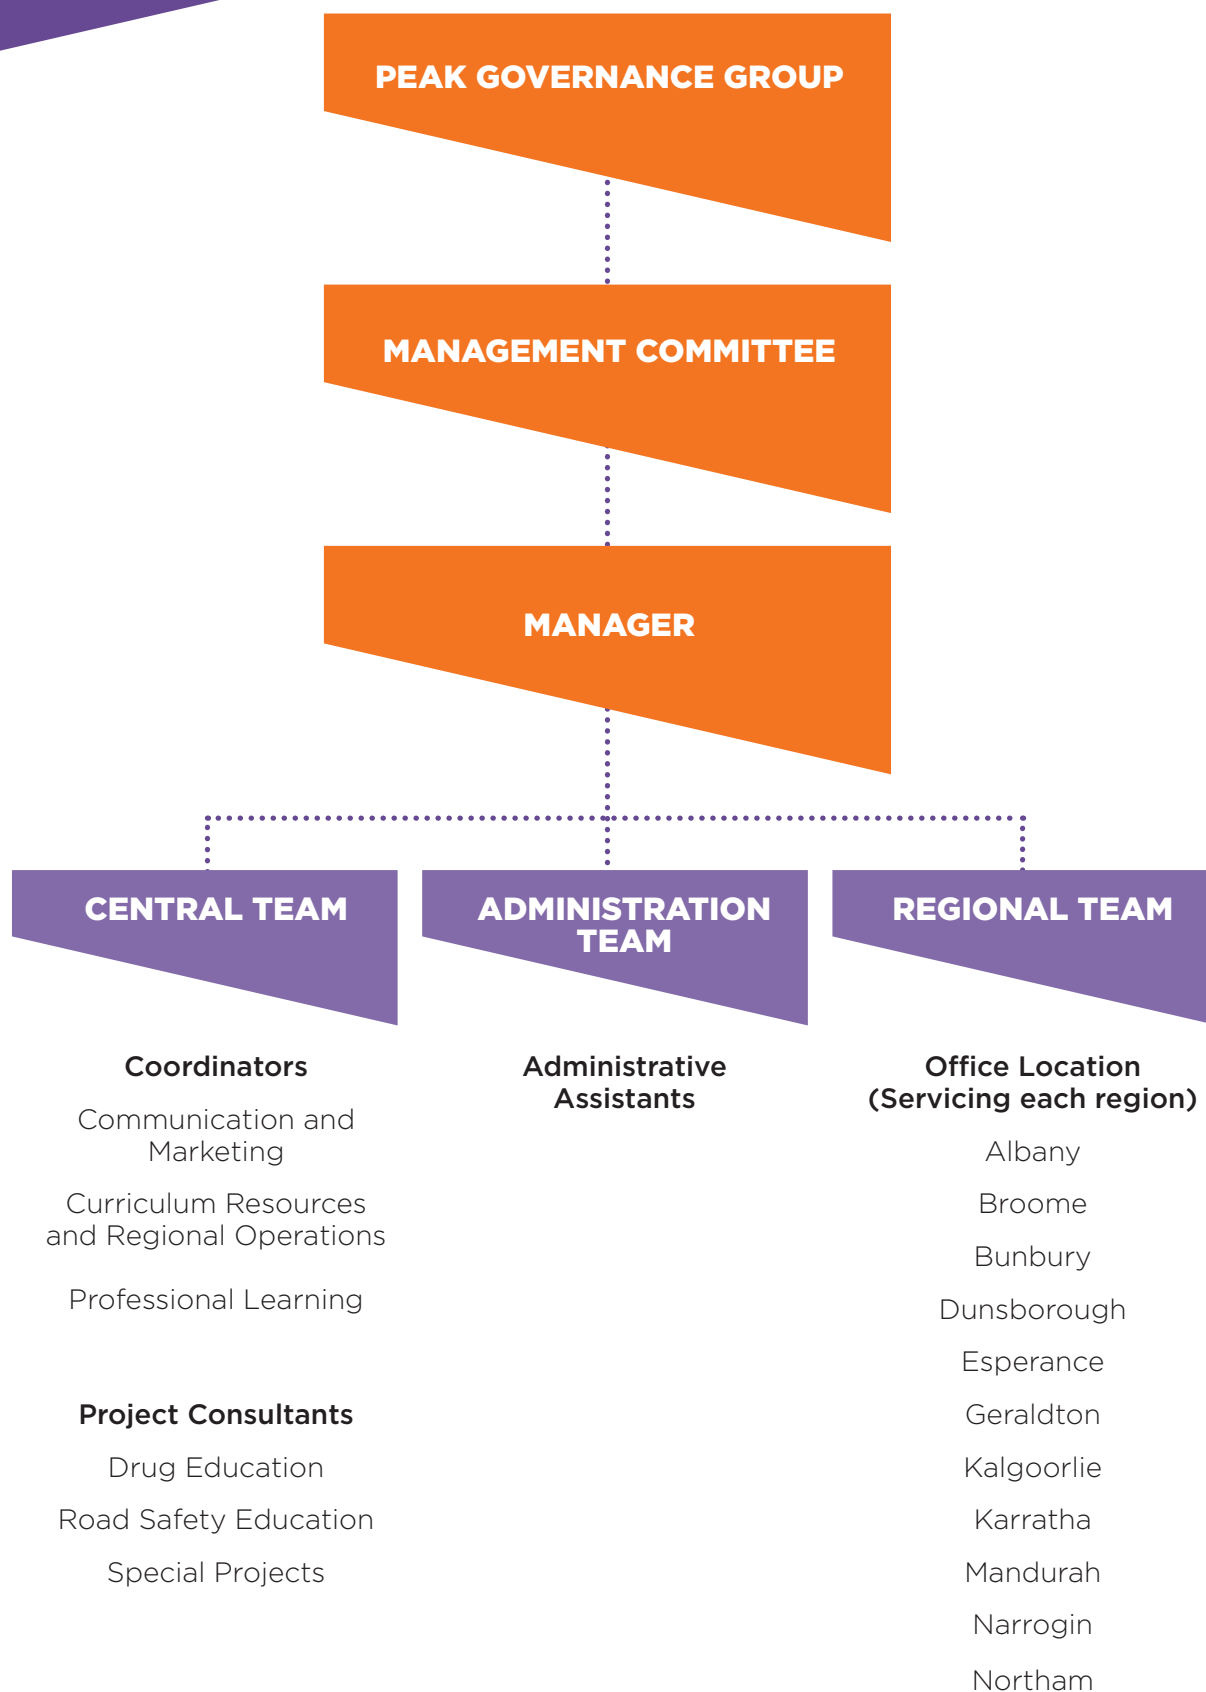 PEAK GOVERNANCE GROUP
MANAGEMENT COMMITTEE
MANAGER
CENTRAL TEAM
Coordinators
Communication and
Marketing
Curriculum Resources
and Regional Operations
Professional Learning
Project Consultants
Drug Education
Road Safety Education
Special Projects
ADMINISTRATION
TEAM
Administrative
Assistants
REGIONAL TEAM
Office Location
(Servicing each region)
Albany
Broome
Bunbury
Dunsborough
Esperance
Geraldton
Kalgoorlie
Karratha
Mandurah
Narrogin
Northam